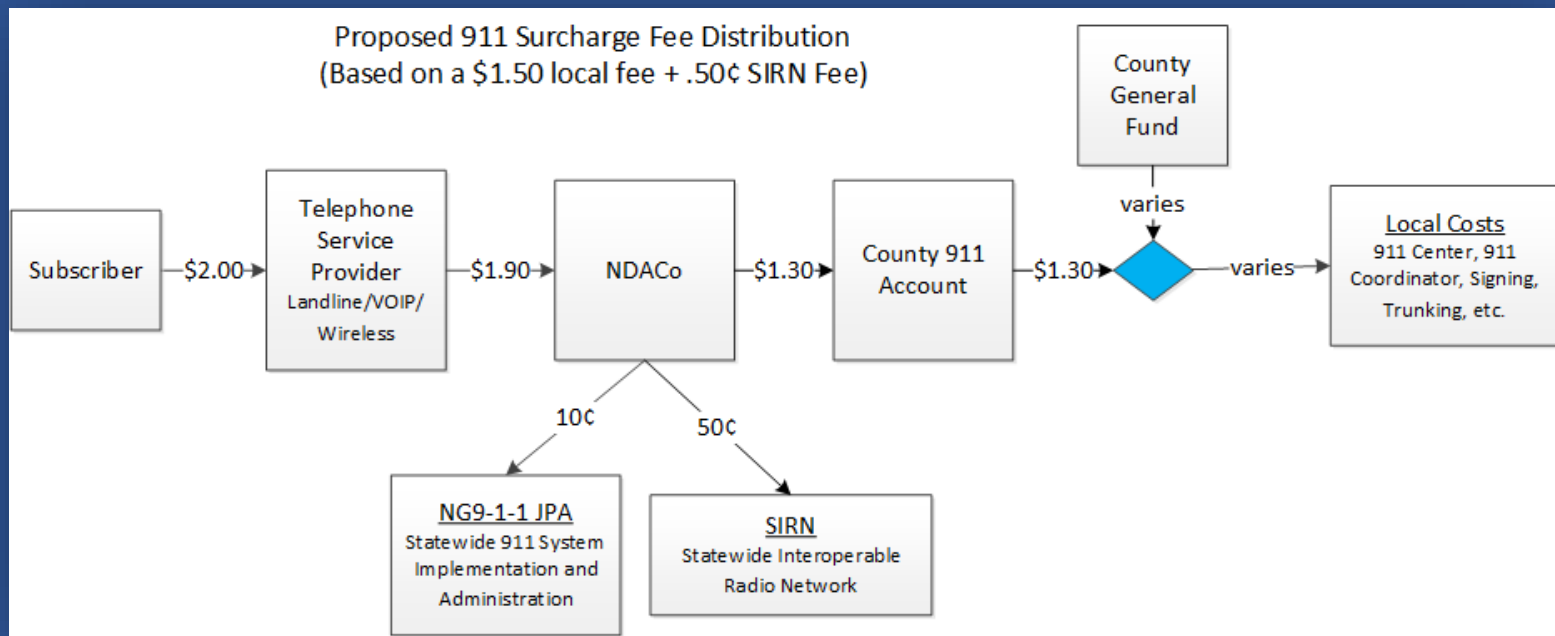 Proposed 911 Surcharge Fee Distribution
(Based on a $1.50 local fee + .50¢ SIRN Fee)
County
General
Fund
varies
Subscriber
$2.00
Telephone
Service
Provider
Landline/VOIP/
Wireless
$1.90
NDACo
$1.30
County 911
Account
$1.30
varies
Local Costs
911 Center, 911
Coordinator, Signing,
Trunking, etc.
10¢
50¢
NG9-1-1 JPA
Statewide 911 System
Implementation and
Administration
SIRN
Statewide Interoperable
Radio Network